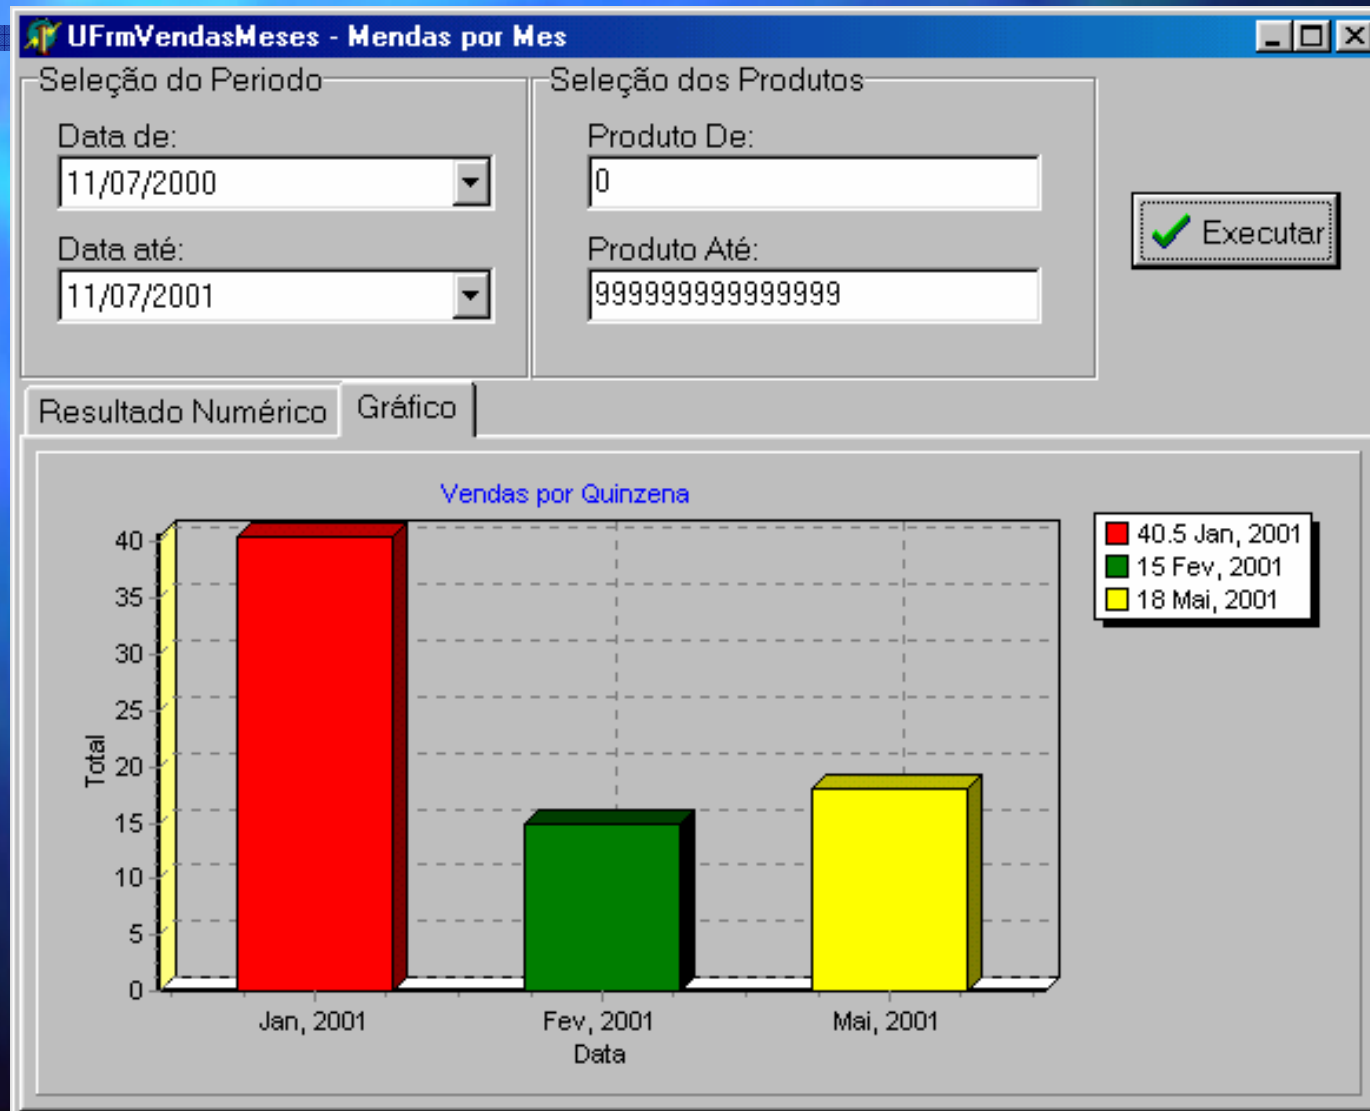 UFrmVendasMeses - Mendas por Mes
Seleção do Periodo
Data de:
11/07/2000
Data até:
11/07/2001
Seleção dos Produtos
Produto De:
0
Produto Até:
999999999999999
Executar
Resultado Numérico
Gráfico
Vendas por Quinzena
40.5 Jan, 2001
15 Fev, 2001
18 Mai, 2001
Total
40
35
30
25
20
15
10
5
0
Jan, 2001
Fev, 2001
Mai, 2001
Data